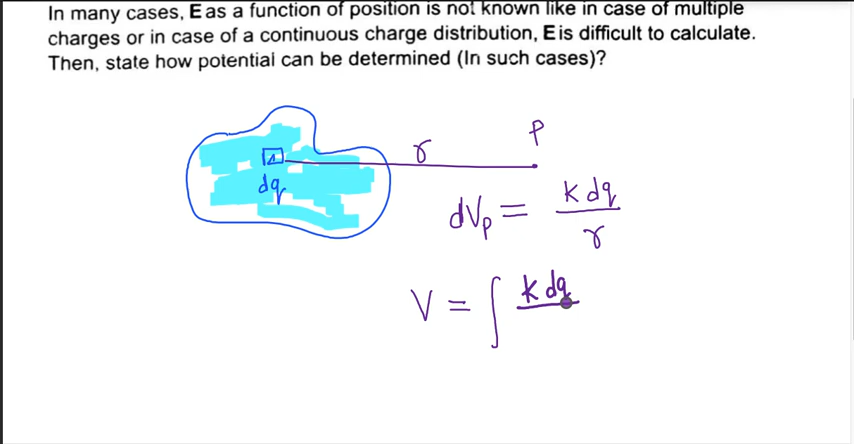 In many cases, E as a function of position is not known like in case of multiple
charges or in case of a continuous charge distribution, E is difficult to calculate.
Then, state how potential can be determined (In such cases)?
P
r
dq
dVp = k dq / r
V = ∫ k dq